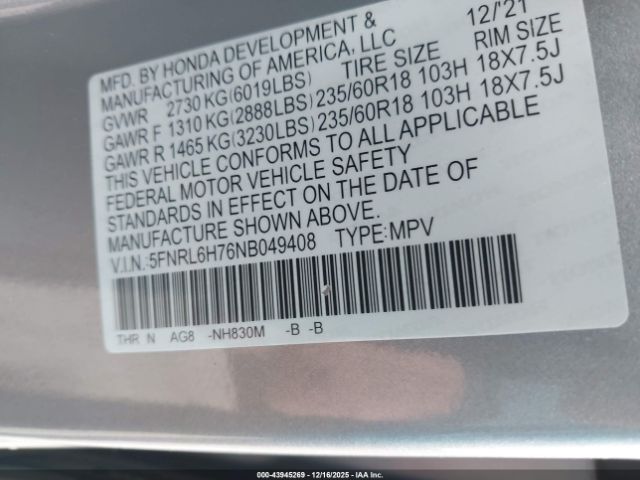 MFD. BY HONDA DEVELOPMENT & 12/'21
MANUFACTURING OF AMERICA, LLC
GVWR 2730 KG(6019LBS) TIRE SIZE RIM SIZE
GAWR F 1310 KG(2888LBS) 235/60R18 103H 18X7.5J
GAWR R 1465 KG(3230LBS) 235/60R18 103H 18X7.5J
THIS VEHICLE CONFORMS TO ALL APPLICABLE
FEDERAL MOTOR VEHICLE SAFETY
STANDARDS IN EFFECT ON THE DATE OF
MANUFACTURE SHOWN ABOVE.
V.I.N.:5FNRL6H76NB049408 TYPE:MPV
THR N AG8 -NH830M -B -B
000-43945269 - 12/16/2025 - IAA Inc.